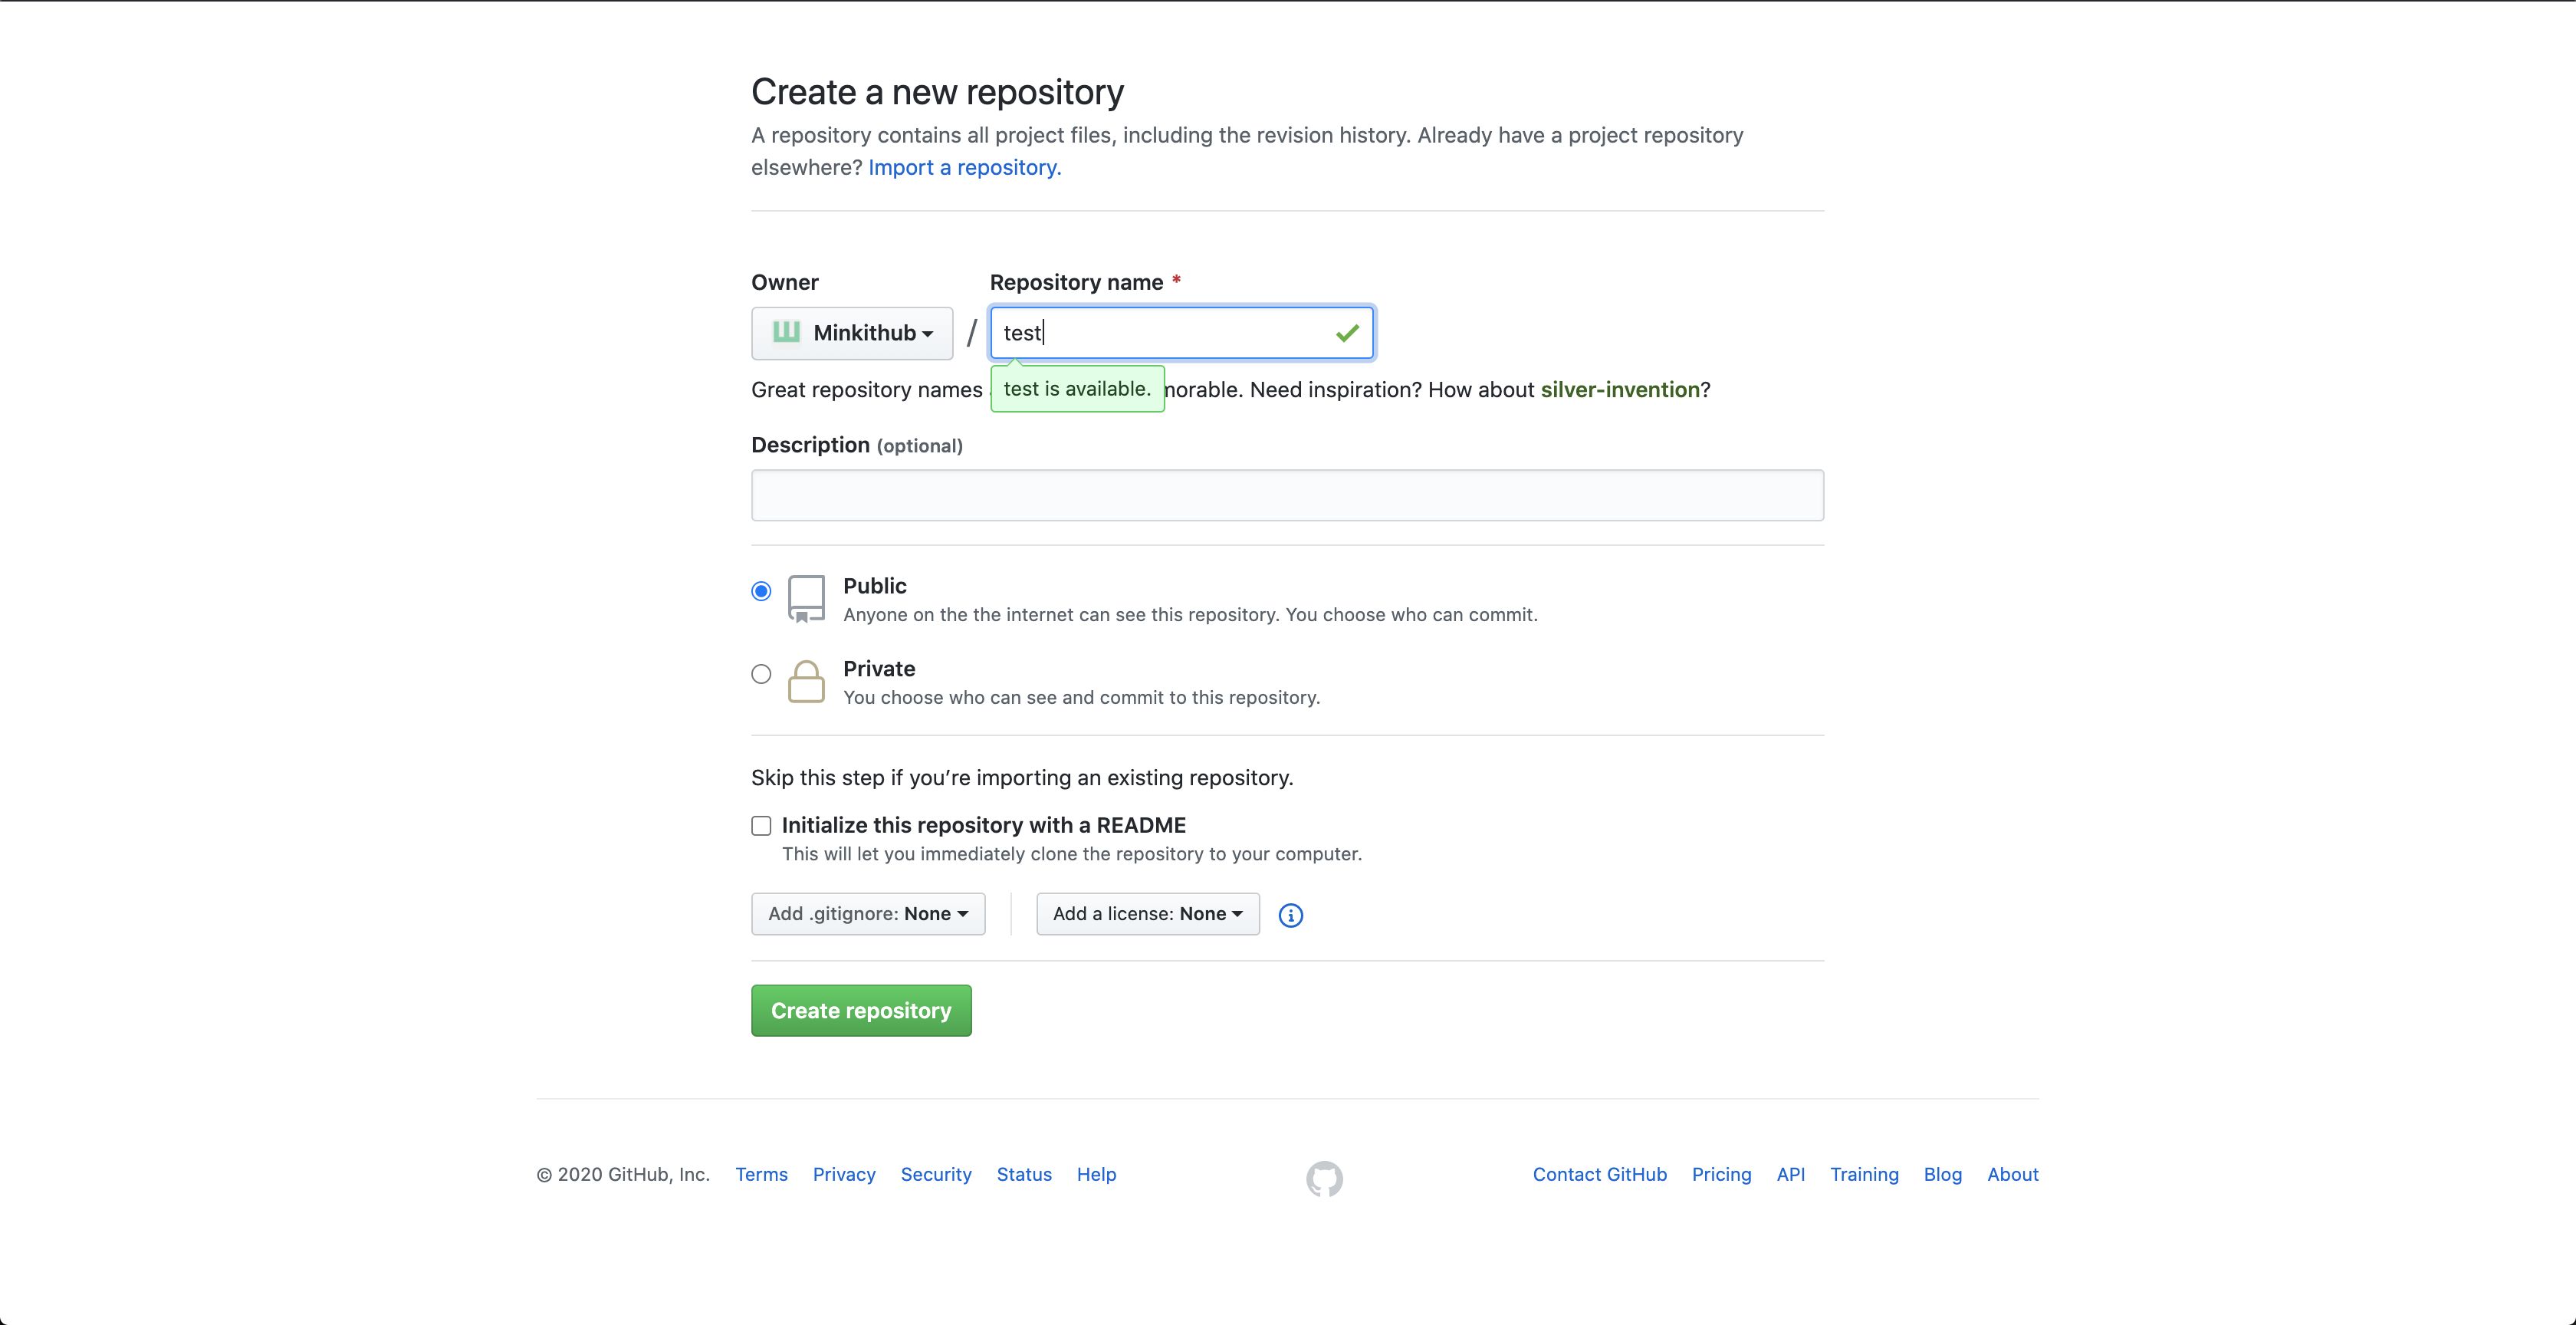 Create a new repository
A repository contains all project files, including the revision history. Already have a project repository
elsewhere? Import a repository.
Owner
Repository name *
Minkithub
/
test
Great repository names
test is available.
morable. Need inspiration? How about silver-invention?
Description (optional)
Public
Anyone on the the internet can see this repository. You choose who can commit.
Private
You choose who can see and commit to this repository.
Skip this step if you’re importing an existing repository.
Initialize this repository with a README
This will let you immediately clone the repository to your computer.
Add .gitignore: None
Add a license: None
Create repository
© 2020 GitHub, Inc. Terms Privacy Security Status Help Contact GitHub Pricing API Training Blog About